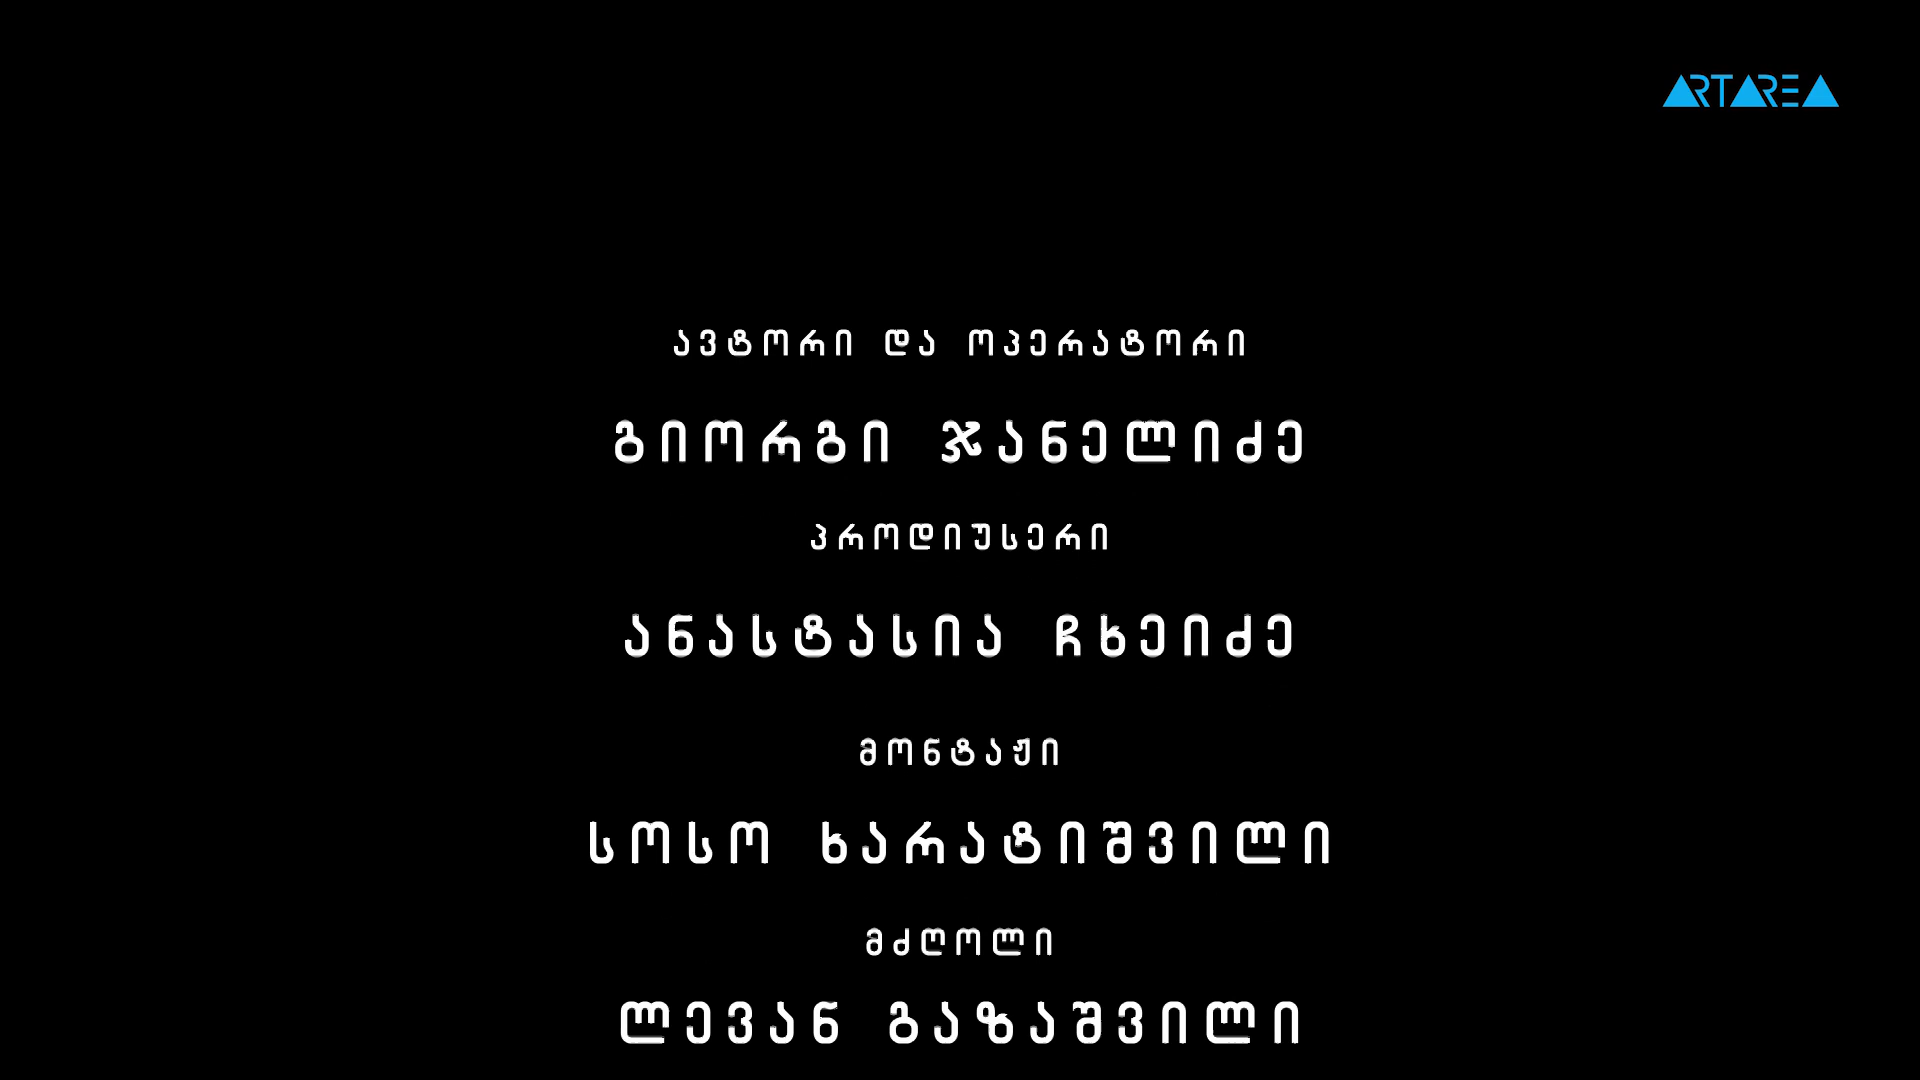 ARTAREA
ავტორი და ოპერატორი
გიორგი ჯანელიძე
პროდიუსერი
ანასტასია ჩხეიძე
მონტაჟი
სოსო ხარატიშვილი
მძღოლი
ლევან გაზაშვილი